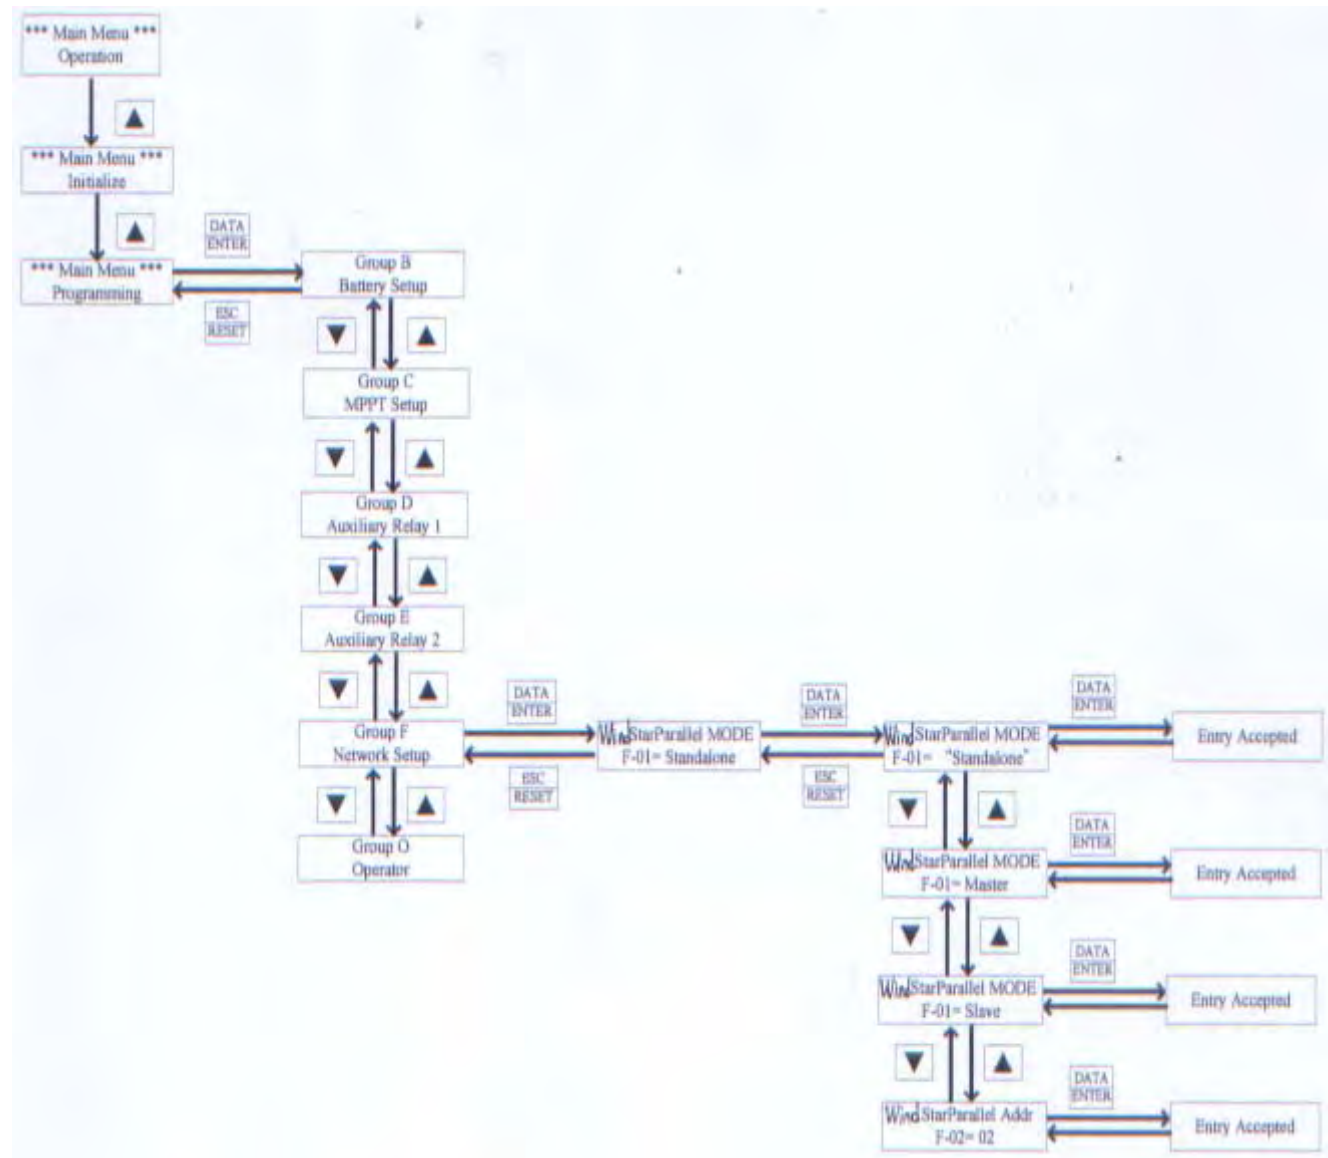 *** Main Menu ***
Operation
▲
*** Main Menu ***
Initialize
▲
*** Main Menu ***
Programming
DATA
ENTER
ESC
RESET
Group B
Battery Setup
▼ ▲
Group C
MPPT Setup
▼ ▲
Group D
Auxiliary Relay 1
▼ ▲
Group E
Auxiliary Relay 2
▼ ▲
Group F
Network Setup
▼ ▲
Group O
Operator
DATA
ENTER
ESC
RESET
WindStarParallel MODE
F-01= Standalone
DATA
ENTER
ESC
RESET
WindStarParallel MODE
F-01= "Standalone"
DATA
ENTER
Entry Accepted
▼ ▲
WindStarParallel MODE
F-01= Master
DATA
ENTER
Entry Accepted
▼ ▲
WindStarParallel MODE
F-01= Slave
DATA
ENTER
Entry Accepted
▼ ▲
WindStarParallel Addr
F-02= 02
DATA
ENTER
Entry Accepted